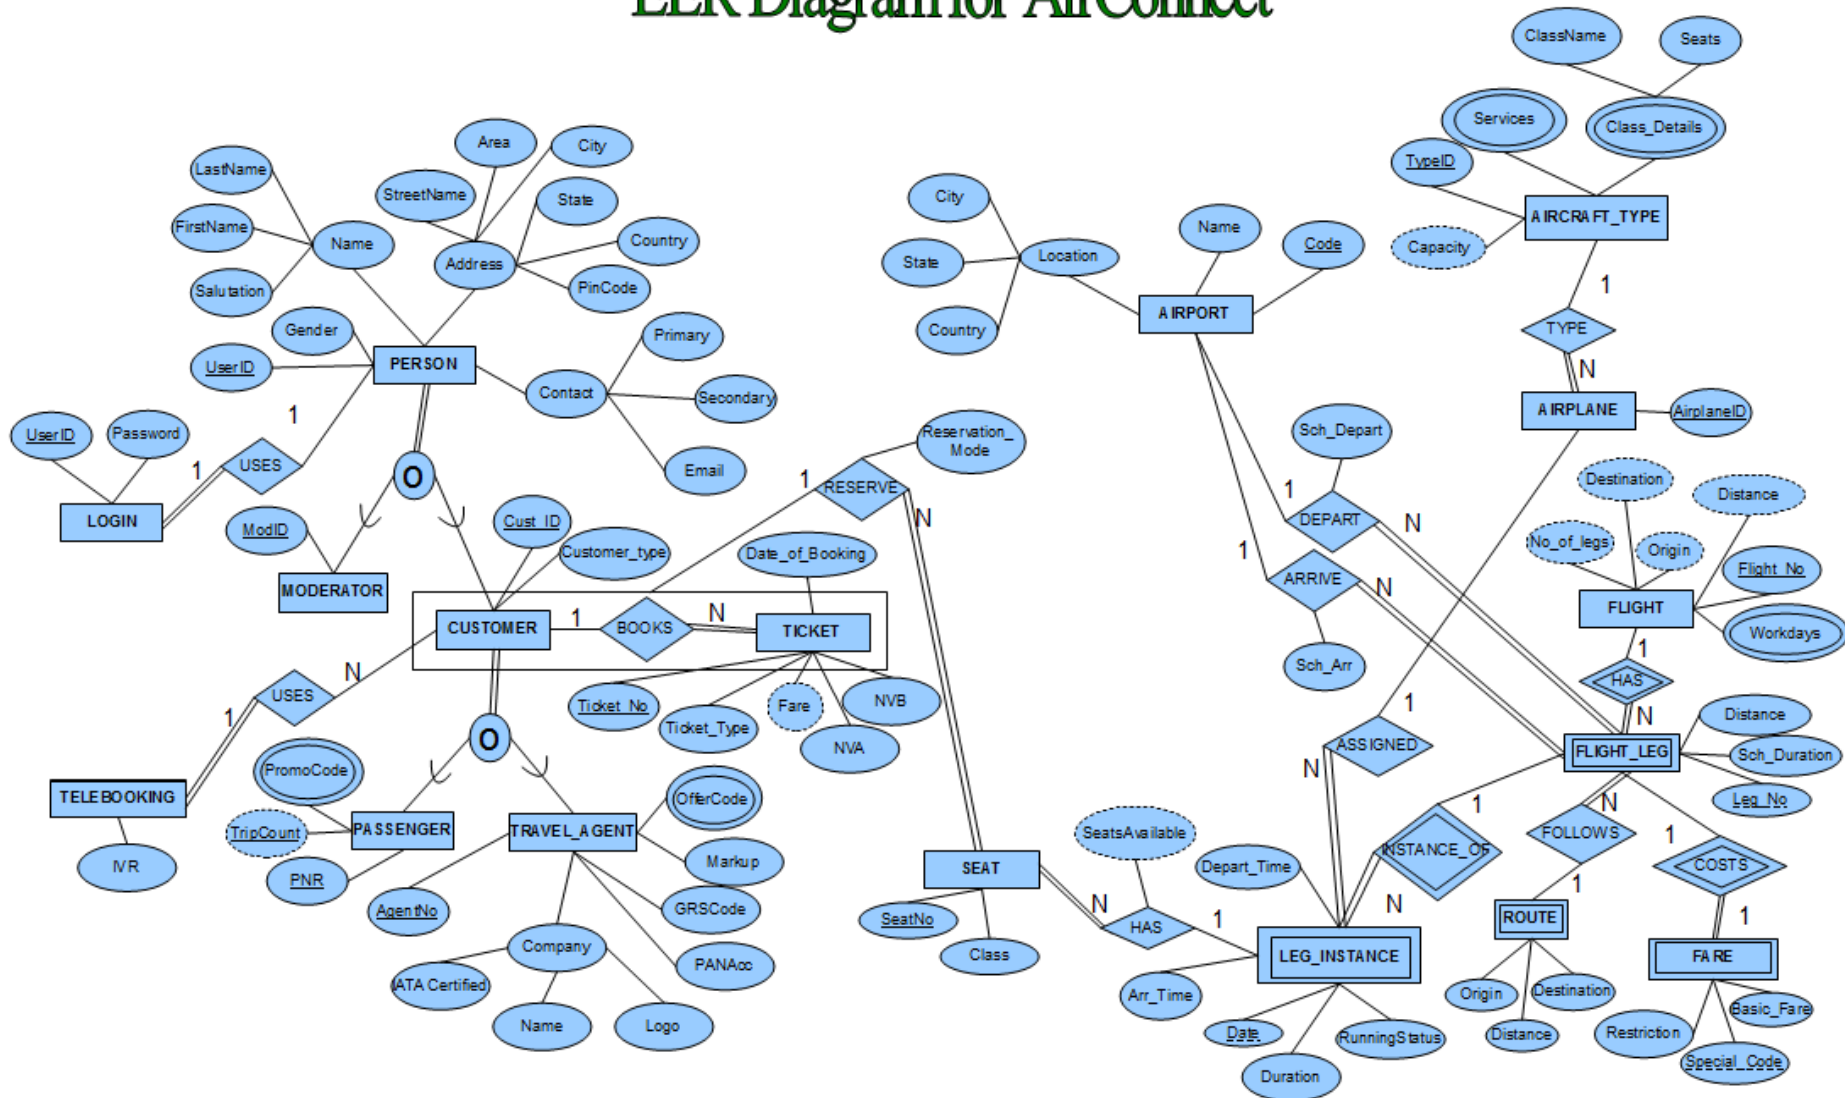 EER Diagram for AirConnect
ClassName
Seats
Services
Class_Details
TypeID
AIRCRAFT_TYPE
Capacity
1
TYPE
N
AIRPLANE
AirplaneID
Area
City
LastName
StreetName
State
FirstName
Name
Country
Address
Salutation
PinCode
Gender
Primary
UserID
PERSON
Contact
Secondary
Email
1
UserID
Password
1
USES
LOGIN
O
ModID
MODERATOR
City
Name
Code
State
Location
AIRPORT
Country
Reservation_
Mode
1
RESERVE
N
Sch_Depart
1
DEPART
N
1
ARRIVE
N
Sch_Arr
Destination
Distance
No_of_legs
Origin
Flight_No
FLIGHT
Workdays
1
HAS
N
Cust_ID
Customer_type
Date_of_Booking
CUSTOMER
1
BOOKS
N
TICKET
Ticket_No
Ticket_Type
Fare
NVA
NVB
N
USES
1
TELEBOOKING
IVR
O
PromoCode
TripCount
PASSENGER
PNR
TRAVEL_AGENT
OfferCode
Markup
GRSCode
PANAcc
AgentNo
Company
IATA Certified
Name
Logo
1
ASSIGNED
N
FLIGHT_LEG
Distance
Sch_Duration
Leg_No
1
INSTANCE_OF
N
N
FOLLOWS
1
1
COSTS
1
SeatsAvailable
Depart_Time
SEAT
SeatNo
Class
N
HAS
1
LEG_INSTANCE
Arr_Time
Date
RunningStatus
Duration
ROUTE
Origin
Destination
Distance
FARE
Restriction
Basic_Fare
Special_Code